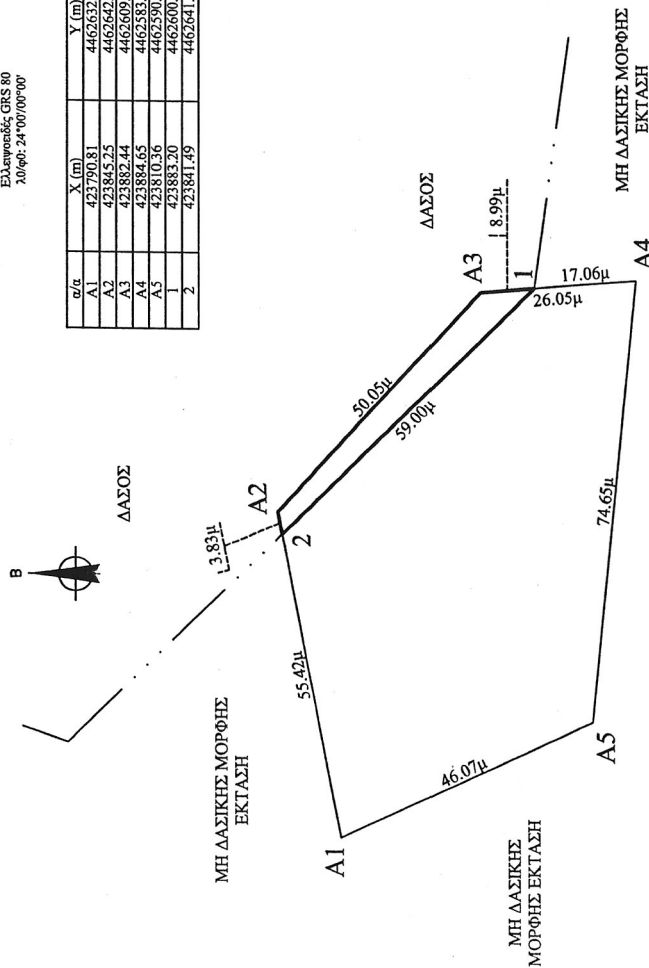 Ελλειψοειδές GRS 80
λ0/φ0: 24°00'/00°00'
α/α X (m) Y (m)
A1 423790.81 4462632
A2 423845.25 4462642.
A3 423882.44 4462609.
A4 423884.65 4462583.
A5 423810.36 4462590.
1 423883.20 4462600.
2 423841.49 4462641.
Β
ΔΑΣΟΣ
3.83μ
A2
2
50.05μ
59.00μ
ΔΑΣΟΣ
A3
8.99μ
1
26.05μ
17.06μ
A4
ΜΗ ΔΑΣΙΚΗΣ ΜΟΡΦΗΣ
ΕΚΤΑΣΗ
ΜΗ ΔΑΣΙΚΗΣ ΜΟΡΦΗΣ
ΕΚΤΑΣΗ
55.42μ
A1
46.07μ
74.65μ
A5
ΜΗ ΔΑΣΙΚΗΣ
ΜΟΡΦΗΣ ΕΚΤΑΣΗ